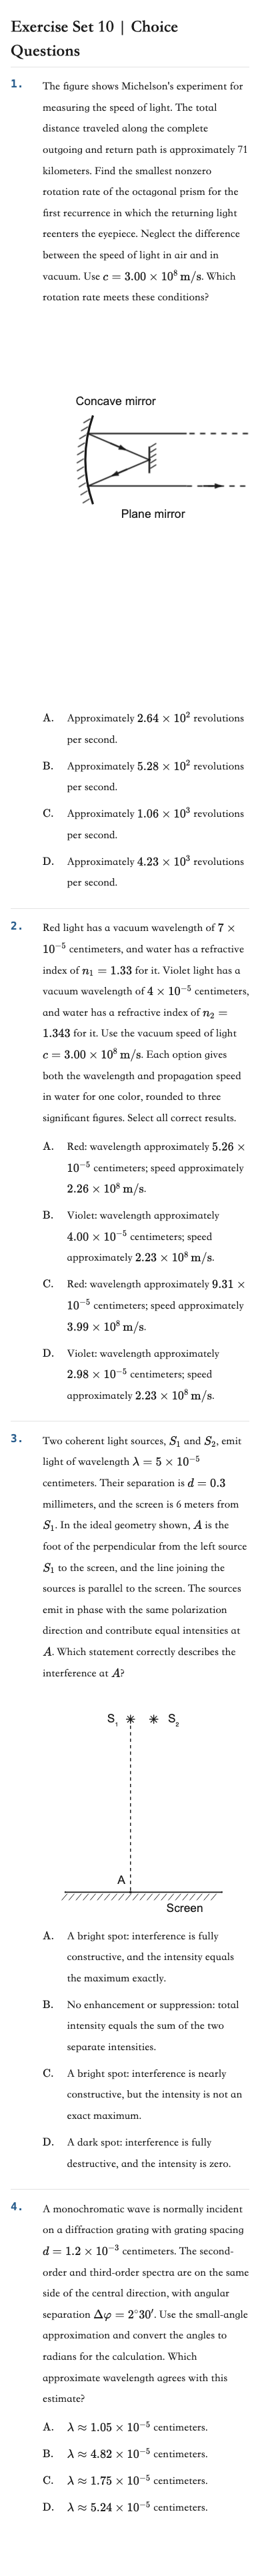 Exercise Set 10 | Choice
Questions
1. The figure shows Michelson's experiment for
measuring the speed of light. The total
distance traveled along the complete
outgoing and return path is approximately 71
kilometers. Find the smallest nonzero
rotation rate of the octagonal prism for the
first recurrence in which the returning light
reenters the eyepiece. Neglect the difference
between the speed of light in air and in
vacuum. Use c = 3.00 × 10⁸ m/s. Which
rotation rate meets these conditions?
Concave mirror
Plane mirror
A. Approximately 2.64 × 10² revolutions
per second.
B. Approximately 5.28 × 10² revolutions
per second.
C. Approximately 1.06 × 10³ revolutions
per second.
D. Approximately 4.23 × 10³ revolutions
per second.
2. Red light has a vacuum wavelength of 7 ×
10⁻⁵ centimeters, and water has a refractive
index of n₁ = 1.33 for it. Violet light has a
vacuum wavelength of 4 × 10⁻⁵ centimeters,
and water has a refractive index of n₂ =
1.343 for it. Use the vacuum speed of light
c = 3.00 × 10⁸ m/s. Each option gives
both the wavelength and propagation speed
in water for one color, rounded to three
significant figures. Select all correct results.
A. Red: wavelength approximately 5.26 ×
10⁻⁵ centimeters; speed approximately
2.26 × 10⁸ m/s.
B. Violet: wavelength approximately
4.00 × 10⁻⁵ centimeters; speed
approximately 2.23 × 10⁸ m/s.
C. Red: wavelength approximately 9.31 ×
10⁻⁵ centimeters; speed approximately
3.99 × 10⁸ m/s.
D. Violet: wavelength approximately
2.98 × 10⁻⁵ centimeters; speed
approximately 2.23 × 10⁸ m/s.
3. Two coherent light sources, S₁ and S₂, emit
light of wavelength λ = 5 × 10⁻⁵
centimeters. Their separation is d = 0.3
millimeters, and the screen is 6 meters from
S₁. In the ideal geometry shown, A is the
foot of the perpendicular from the left source
S₁ to the screen, and the line joining the
sources is parallel to the screen. The sources
emit in phase with the same polarization
direction and contribute equal intensities at
A. Which statement correctly describes the
interference at A?
S₁ S₂
A
Screen
A. A bright spot: interference is fully
constructive, and the intensity equals
the maximum exactly.
B. No enhancement or suppression: total
intensity equals the sum of the two
separate intensities.
C. A bright spot: interference is nearly
constructive, but the intensity is not an
exact maximum.
D. A dark spot: interference is fully
destructive, and the intensity is zero.
4. A monochromatic wave is normally incident
on a diffraction grating with grating spacing
d = 1.2 × 10⁻³ centimeters. The second-
order and third-order spectra are on the same
side of the central direction, with angular
separation Δφ = 2°30′. Use the small-angle
approximation and convert the angles to
radians for the calculation. Which
approximate wavelength agrees with this
estimate?
A. λ ≈ 1.05 × 10⁻⁵ centimeters.
B. λ ≈ 4.82 × 10⁻⁵ centimeters.
C. λ ≈ 1.75 × 10⁻⁵ centimeters.
D. λ ≈ 5.24 × 10⁻⁵ centimeters.